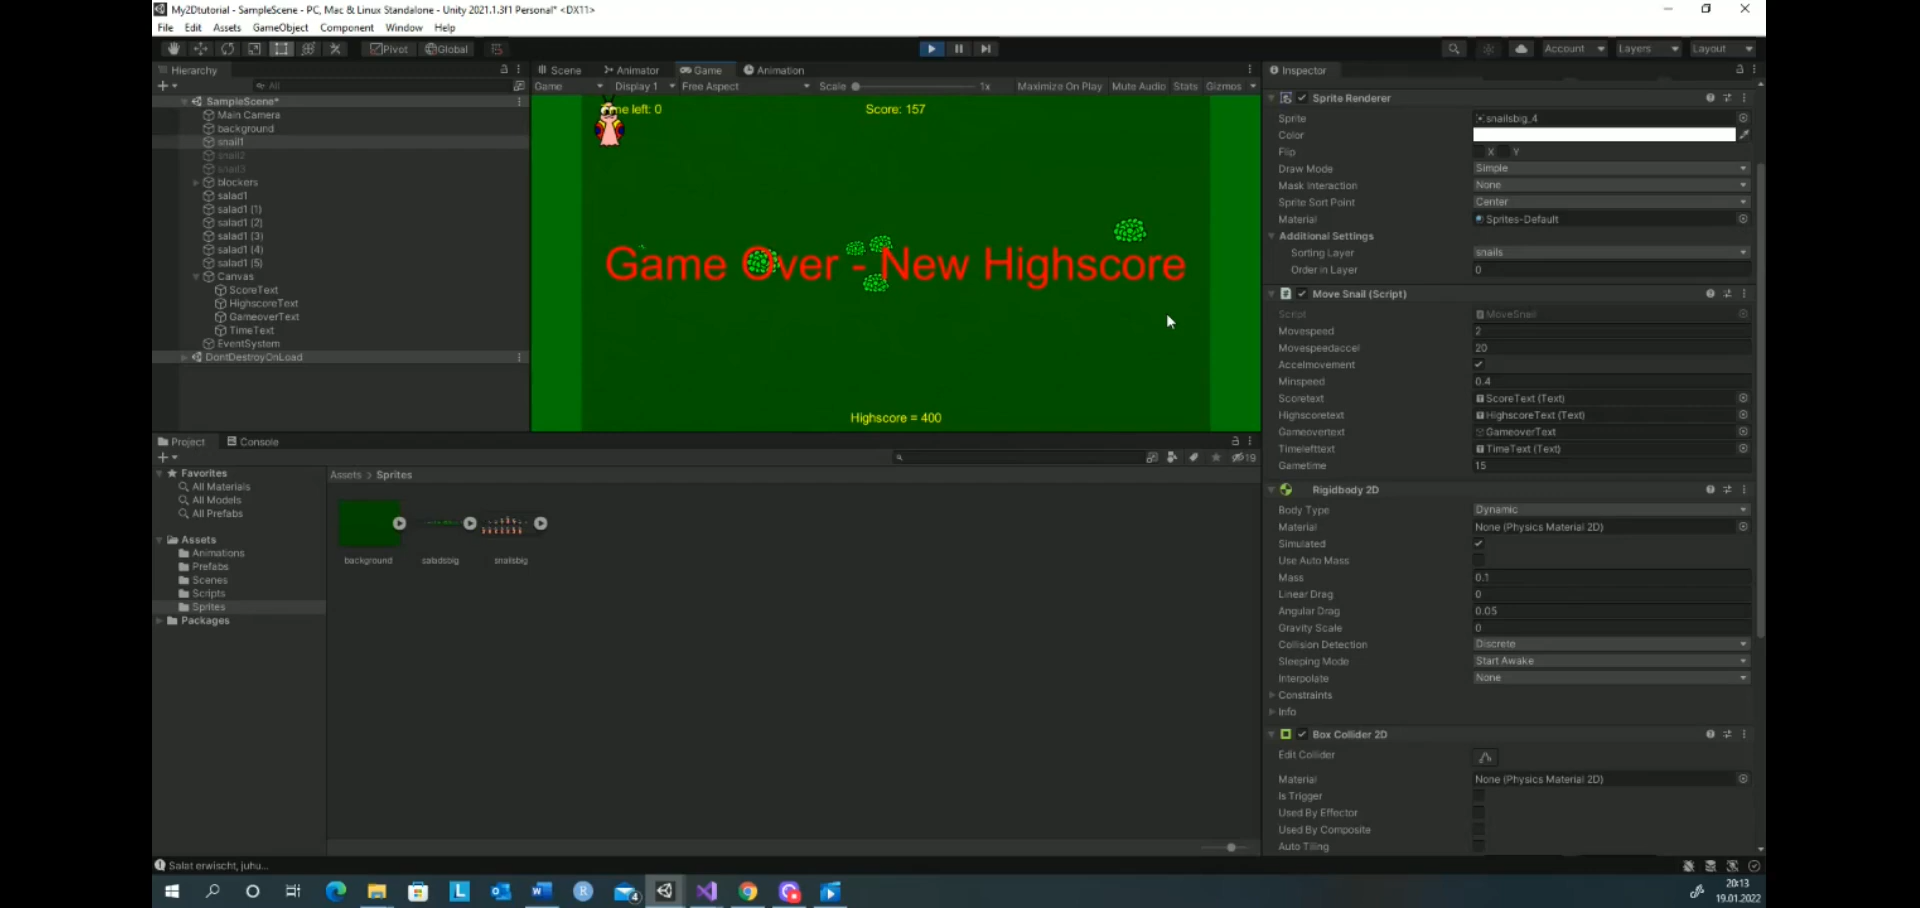 My2Dtutorial - SampleScene - PC, Mac & Linux Standalone - Unity 2021.1.3f1 Personal* <DX11>
File Edit Assets GameObject Component Window Help
Pivot Global Account Layers Layout
Hierarchy
All
SampleScene*
Main Camera
background
snail1
snail2
snail3
blockers
salad1
salad1 (1)
salad1 (2)
salad1 (3)
salad1 (4)
salad1 (5)
Canvas
ScoreText
HighscoreText
GameoverText
TimeText
EventSystem
DontDestroyOnLoad
Scene Animator Game Animation
Game Display 1 Free Aspect Scale 1x Maximize On Play Mute Audio Stats Gizmos
me left: 0 Score: 157
Game Over - New Highscore
Highscore = 400
Project Console
19
Favorites
All Materials
All Models
All Prefabs
Assets
Animations
Prefabs
Scenes
Scripts
Sprites
Packages
Assets > Sprites
background saladsbig snailsbig
Inspector
Sprite Renderer
Sprite snailsbig_4
Color
Flip X Y
Draw Mode Simple
Mask Interaction None
Sprite Sort Point Center
Material Sprites-Default
Additional Settings
Sorting Layer snails
Order in Layer 0
Move Snail (Script)
Script MoveSnail
Movespeed 2
Movespeedaccel 20
Accelmovement
Minspeed 0.4
Scoretext ScoreText (Text)
Highscoretext HighscoreText (Text)
Gameovertext GameoverText
Timelefttext TimeText (Text)
Gametime 15
Rigidbody 2D
Body Type Dynamic
Material None (Physics Material 2D)
Simulated
Use Auto Mass
Mass 0.1
Linear Drag 0
Angular Drag 0.05
Gravity Scale 0
Collision Detection Discrete
Sleeping Mode Start Awake
Interpolate None
Constraints
Info
Box Collider 2D
Edit Collider
Material None (Physics Material 2D)
Is Trigger
Used By Effector
Used By Composite
Auto Tiling
Salat erwischt, juhu...
L R 4
20:13
19.01.2022